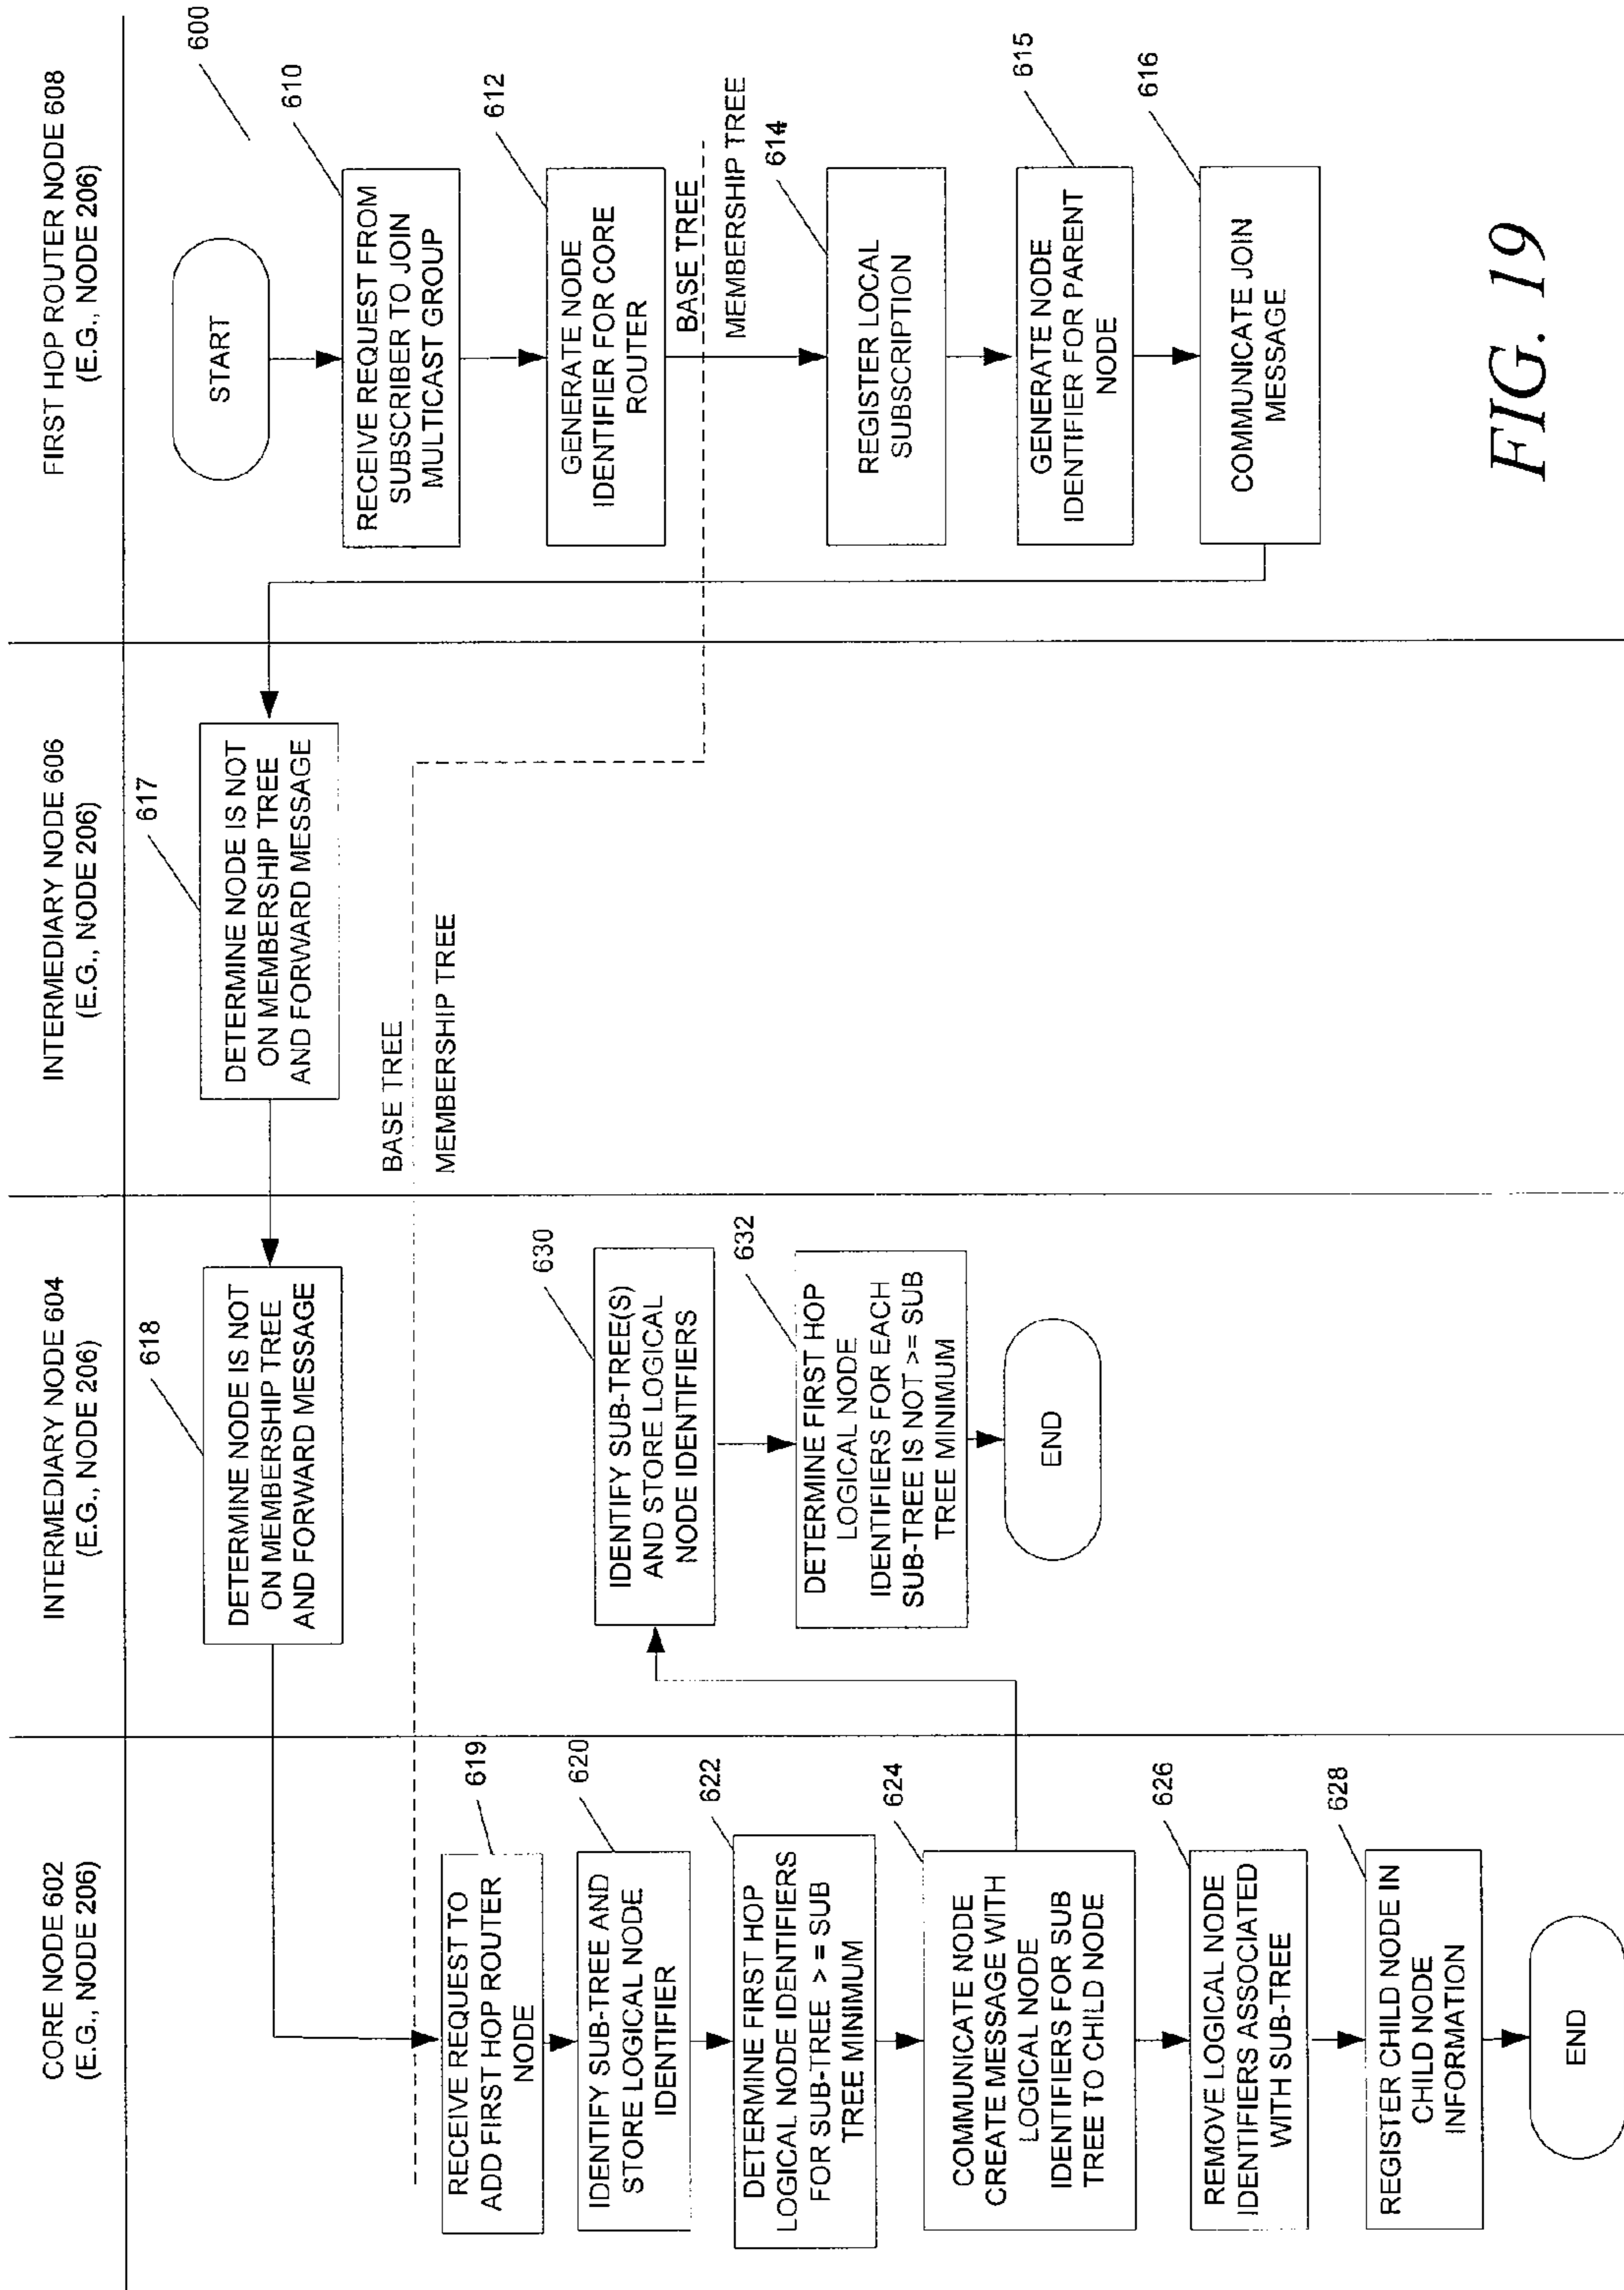 CORE NODE 602
(E.G., NODE 206)
INTERMEDIARY NODE 604
(E.G., NODE 206)
INTERMEDIARY NODE 606
(E.G., NODE 206)
FIRST HOP ROUTER NODE 608
(E.G., NODE 206)
600
START
610
RECEIVE REQUEST FROM
SUBSCRIBER TO JOIN
MULTICAST GROUP
612
GENERATE NODE
IDENTIFIER FOR CORE
ROUTER
BASE TREE
MEMBERSHIP TREE
614
REGISTER LOCAL
SUBSCRIPTION
615
GENERATE NODE
IDENTIFIER FOR PARENT
NODE
616
COMMUNICATE JOIN
MESSAGE
617
DETERMINE NODE IS NOT
ON MEMBERSHIP TREE
AND FORWARD MESSAGE
BASE TREE
MEMBERSHIP TREE
618
DETERMINE NODE IS NOT
ON MEMBERSHIP TREE
AND FORWARD MESSAGE
619
RECEIVE REQUEST TO
ADD FIRST HOP ROUTER
NODE
620
IDENTIFY SUB-TREE AND
STORE LOGICAL NODE
IDENTIFIER
622
DETERMINE FIRST HOP
LOGICAL NODE IDENTIFIERS
FOR SUB-TREE > = SUB
TREE MINIMUM
624
COMMUNICATE NODE
CREATE MESSAGE WITH
LOGICAL NODE
IDENTIFIERS FOR SUB
TREE TO CHILD NODE
626
REMOVE LOGICAL NODE
IDENTIFIERS ASSOCIATED
WITH SUB-TREE
628
REGISTER CHILD NODE IN
CHILD NODE
INFORMATION
END
630
IDENTIFY SUB-TREE(S)
AND STORE LOGICAL
NODE IDENTIFIERS
632
DETERMINE FIRST HOP
LOGICAL NODE
IDENTIFIERS FOR EACH
SUB-TREE IS NOT >= SUB
TREE MINIMUM
END
FIG. 19